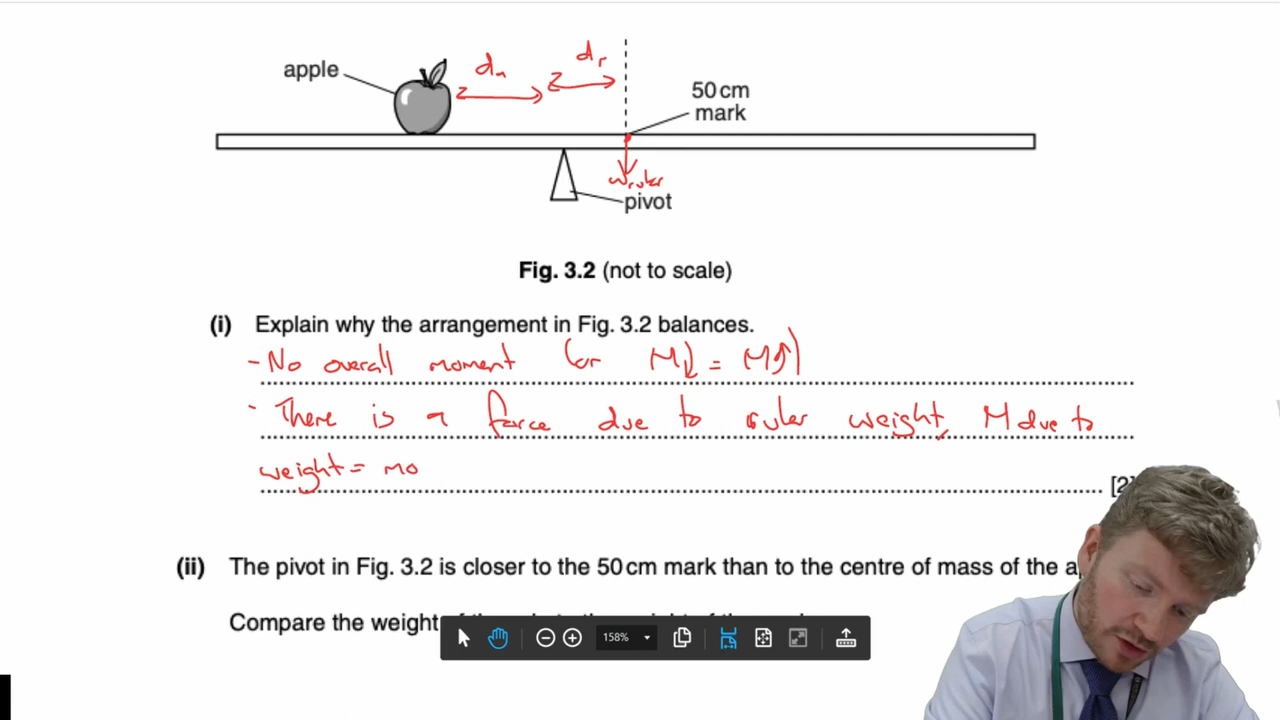 apple
da
dr
50 cm
mark
wruler
pivot
Fig. 3.2 (not to scale)
(i) Explain why the arrangement in Fig. 3.2 balances.
- No overall moment (or M↓ = M↑)
- There is a force due to ruler weight, M due to
weight = mo
[2]
(ii) The pivot in Fig. 3.2 is closer to the 50 cm mark than to the centre of mass of the
Compare the weight
158%